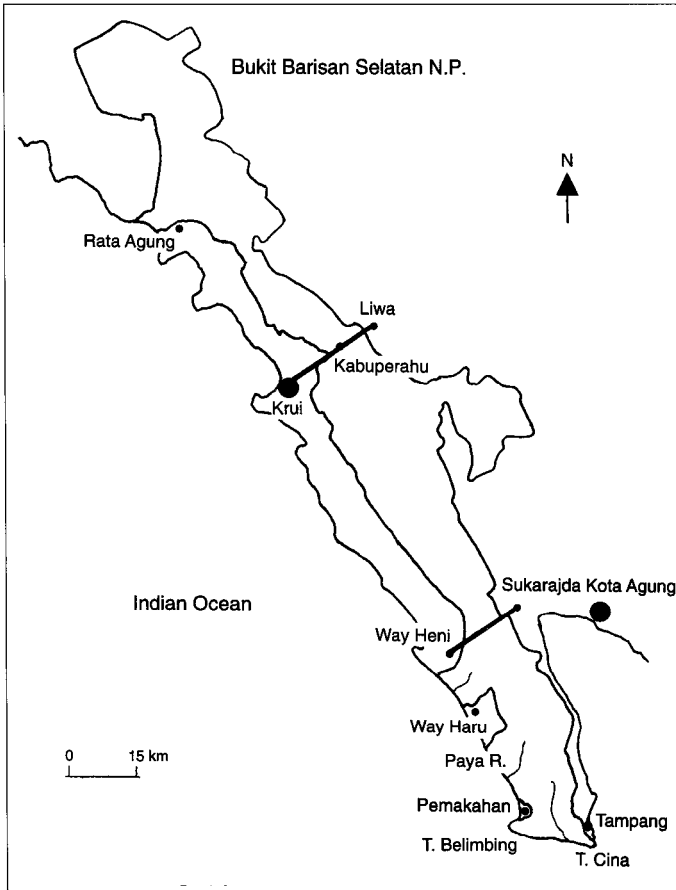 Bukit Barisan Selatan N.P.
N
Rata Agung
Liwa
Kabuperahu
Krui
Indian Ocean
Sukarajda Kota Agung
Way Heni
Way Haru
0 15 km
Paya R.
Pemakahan
Tampang
T. Belimbing
T. Cina